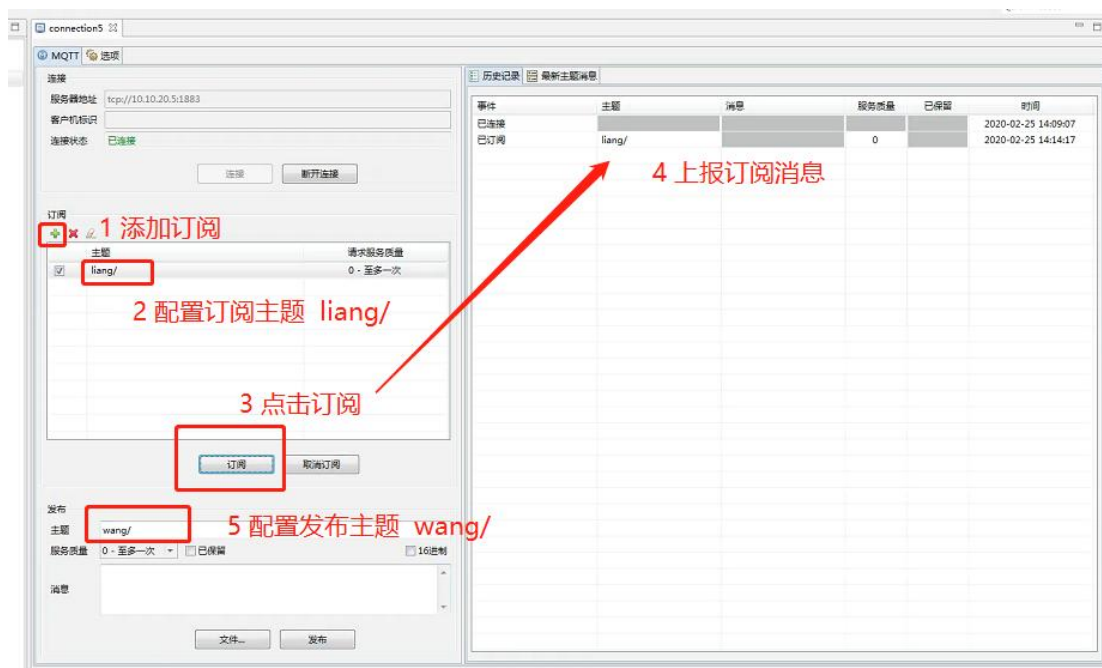 connection5
MQTT 选项
连接
服务器地址 tcp://10.10.20.5:1883
客户机标识
连接状态 已连接
连接 断开连接
订阅
1 添加订阅
主题 请求服务质量
liang/ 0 - 至多一次
2 配置订阅主题 liang/
3 点击订阅
订阅 取消订阅
发布
主题 wang/
5 配置发布主题 wang/
服务质量 0 - 至多一次 已保留 16进制
消息
文件... 发布
历史记录 最新主题消息
事件 主题 消息 服务质量 已保留 时间
已连接 2020-02-25 14:09:07
已订阅 liang/ 0 2020-02-25 14:14:17
4 上报订阅消息